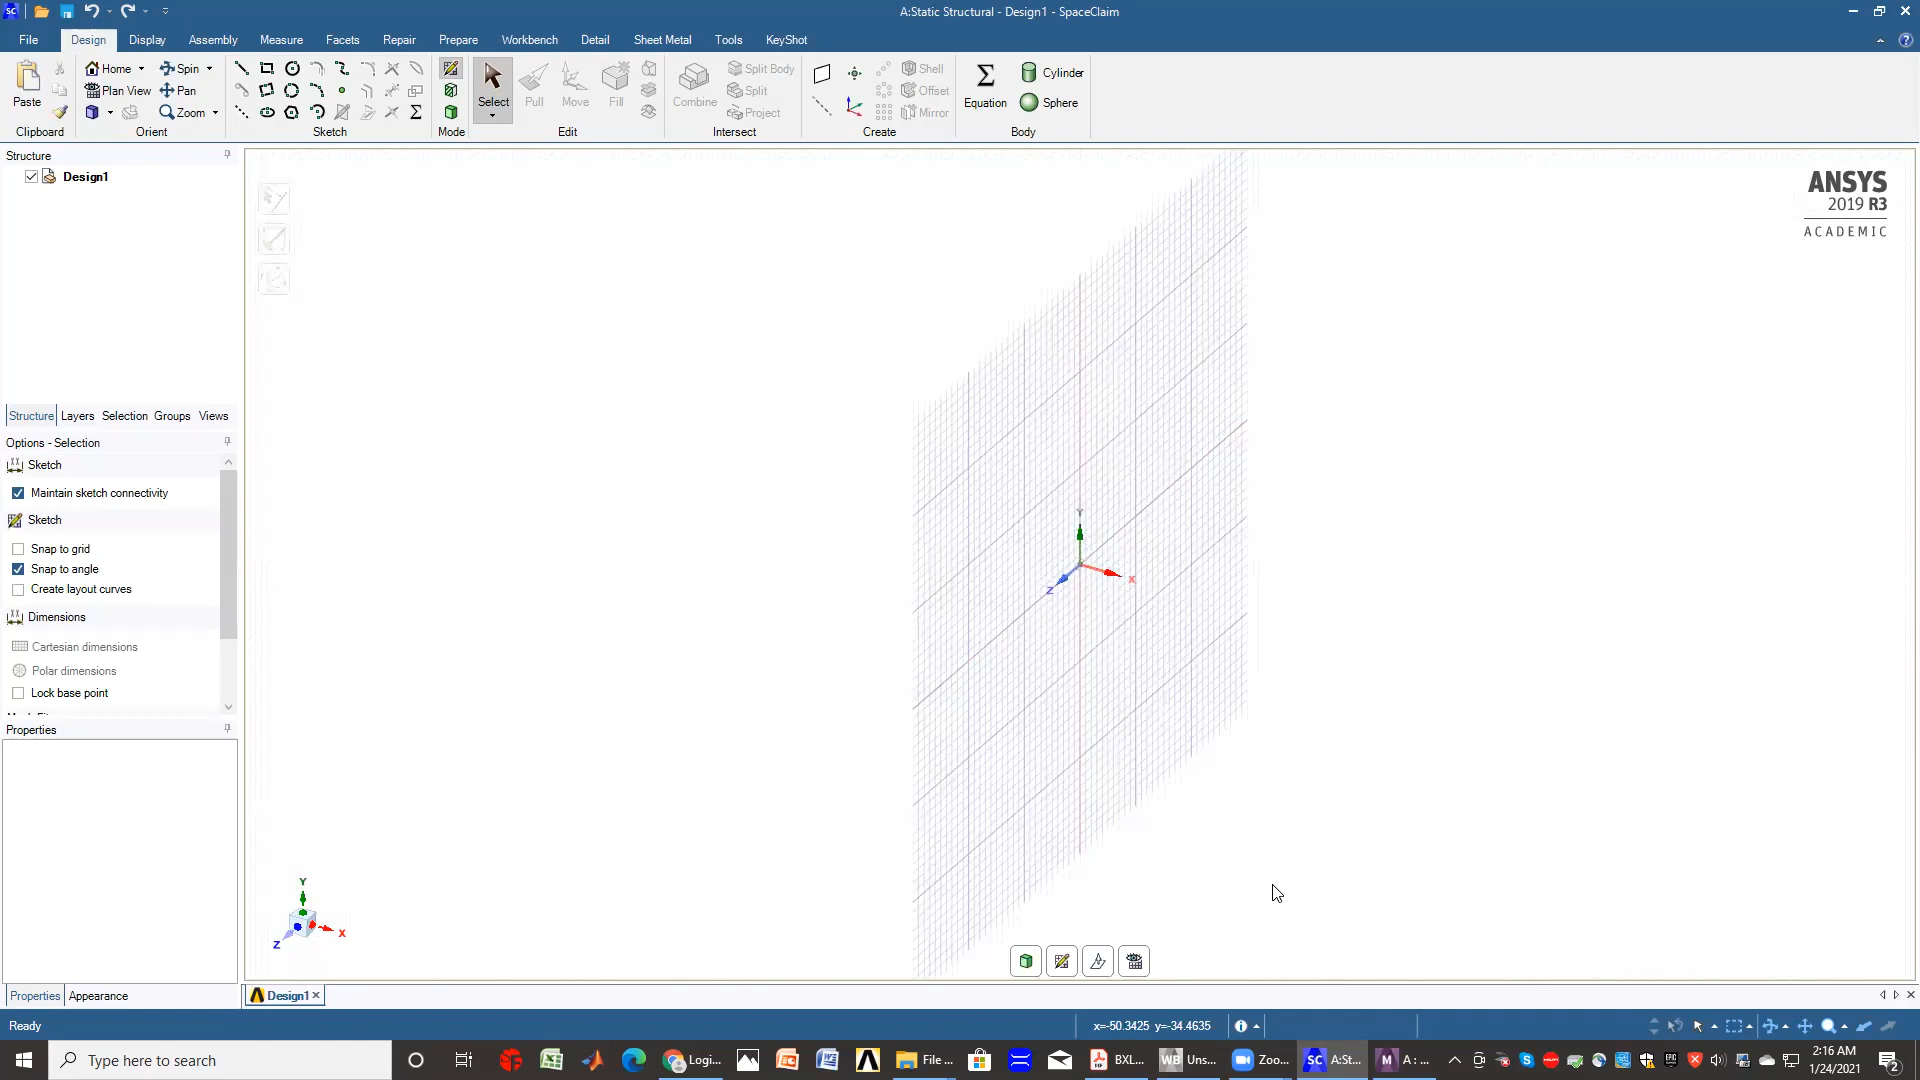 SC
A:Static Structural - Design1 - SpaceClaim
File Design Display Assembly Measure Facets Repair Prepare Workbench Detail Sheet Metal Tools KeyShot
Paste
Home Spin
Plan View Pan
Zoom
Select Pull Move Fill
Combine
Split Body
Split
Project
Shell
Offset
Mirror
Equation
Cylinder
Sphere
Clipboard Orient Sketch Mode Edit Intersect Create Body
Structure
Design1
ANSYS
2019 R3
ACADEMIC
Structure Layers Selection Groups Views
Options - Selection
Sketch
Maintain sketch connectivity
Sketch
Snap to grid
Snap to angle
Create layout curves
Dimensions
Cartesian dimensions
Polar dimensions
Lock base point
Properties
Y
X
Z
Y
X
Z
Properties Appearance
Design1
Ready
x=-50.3425 y=-34.4635
Type here to search
Logi...
File ...
BXL...
WB Uns...
Zoo...
SC A:St...
M A : ...
2:16 AM
1/24/2021
2